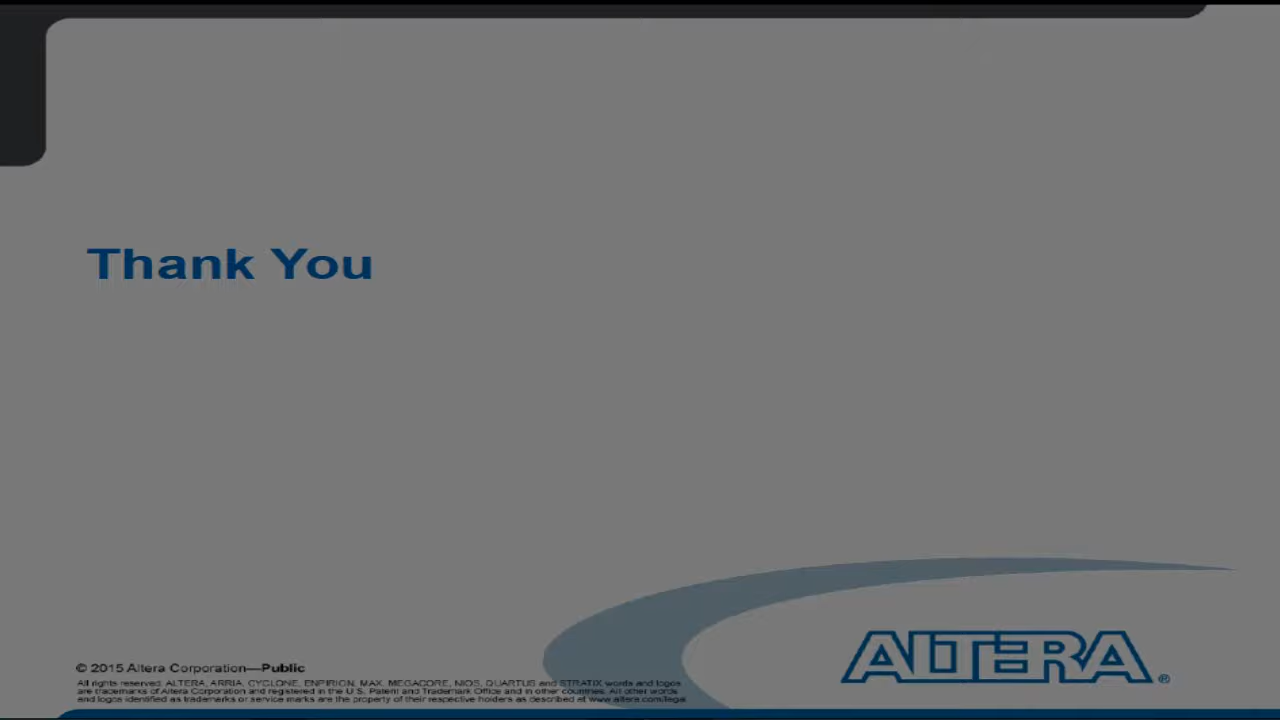 Thank You
ALTERA®
© 2015 Altera Corporation—Public
All rights reserved. ALTERA, ARRIA, CYCLONE, ENPIRION, MAX, MEGACORE, NIOS, QUARTUS and STRATIX words and logos
are trademarks of Altera Corporation and registered in the U.S. Patent and Trademark Office and in other countries. All other words
and logos identified as trademarks or service marks are the property of their respective holders as described at www.altera.com/legal